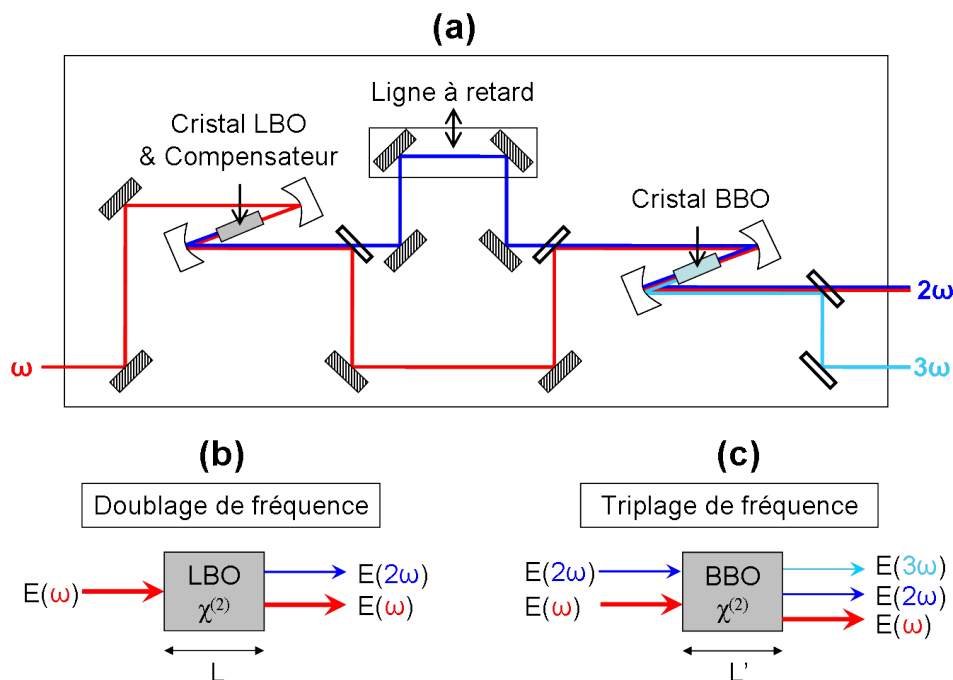 (a)
Ligne à retard
Cristal LBO
& Compensateur
Cristal BBO
2ω
ω
3ω
(b)
(c)
Doublage de fréquence
Triplage de fréquence
E(ω)
LBO
χ(2)
E(2ω)
E(ω)
L
E(2ω)
E(ω)
BBO
χ(2)
E(3ω)
E(2ω)
E(ω)
L'